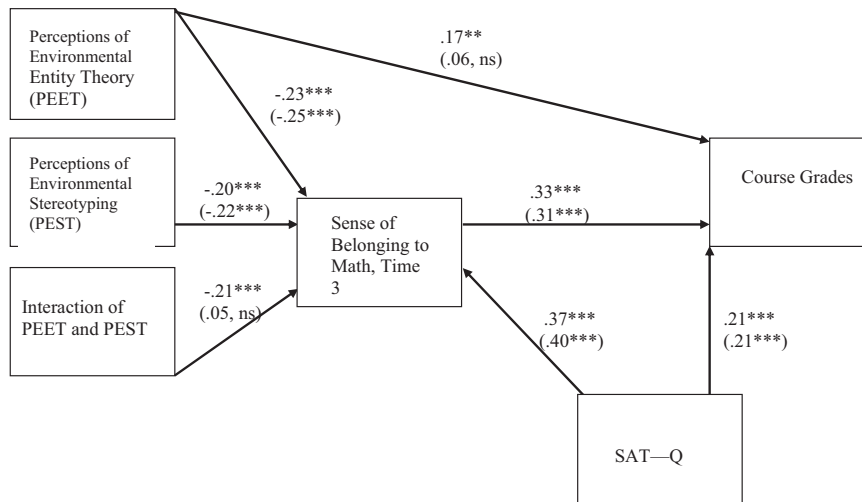 Perceptions of
Environmental
Entity Theory
(PEET)
.17**
(.06, ns)
-.23***
(-.25***)
Perceptions of
Environmental
Stereotyping
(PEST)
-.20***
(-.22***)
Sense of
Belonging to
Math, Time
3
.33***
(.31***)
Course Grades
Interaction of
PEET and PEST
-.21***
(.05, ns)
.37***
(.40***)
.21***
(.21***)
SAT—Q